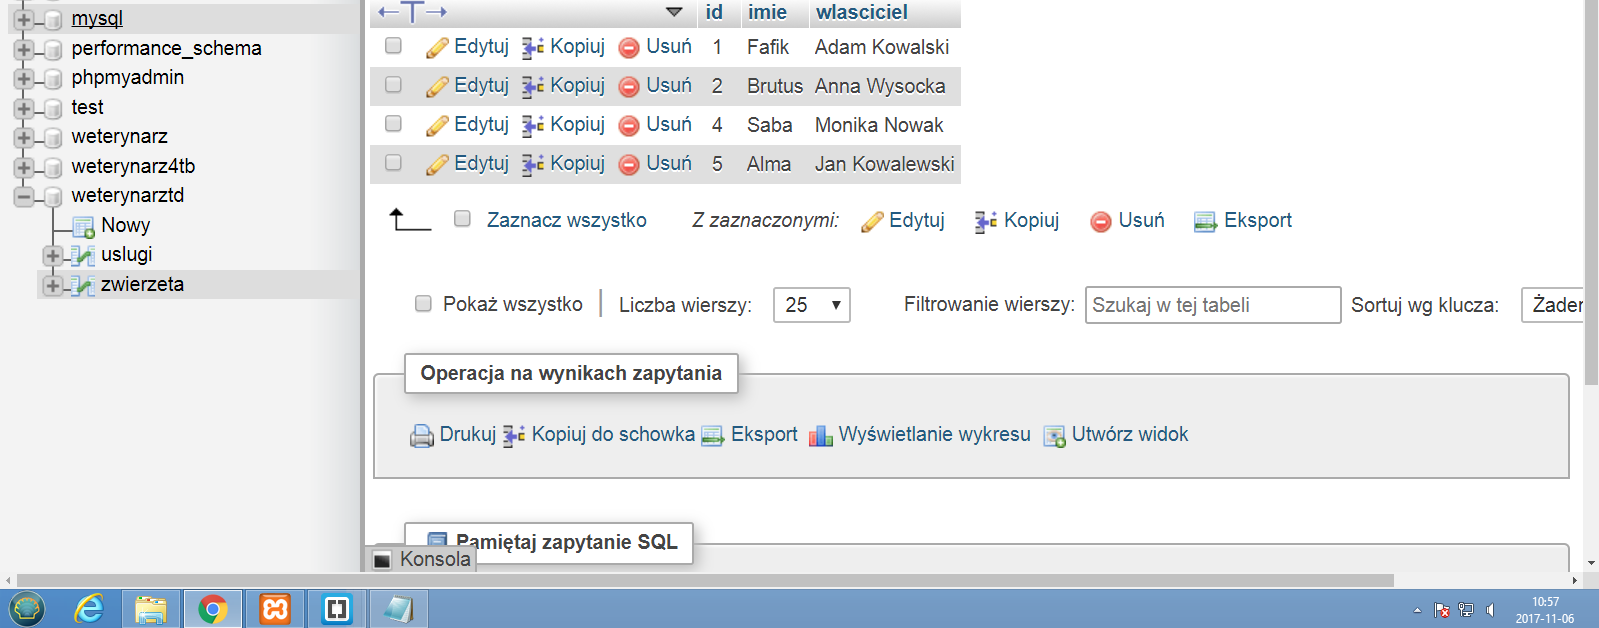 mysql
performance_schema
phpmyadmin
test
weterynarz
weterynarz4tb
weterynarztd
Nowy
uslugi
zwierzeta
id imie wlasciciel
Edytuj Kopiuj Usuń 1 Fafik Adam Kowalski
Edytuj Kopiuj Usuń 2 Brutus Anna Wysocka
Edytuj Kopiuj Usuń 4 Saba Monika Nowak
Edytuj Kopiuj Usuń 5 Alma Jan Kowalewski
Zaznacz wszystko Z zaznaczonymi: Edytuj Kopiuj Usuń Eksport
Pokaż wszystko Liczba wierszy: 25 Filtrowanie wierszy: Szukaj w tej tabeli Sortuj wg klucza: Żaden
Operacja na wynikach zapytania
Drukuj Kopiuj do schowka Eksport Wyświetlanie wykresu Utwórz widok
Pamiętaj zapytanie SQL
Konsola
10:57
2017-11-06